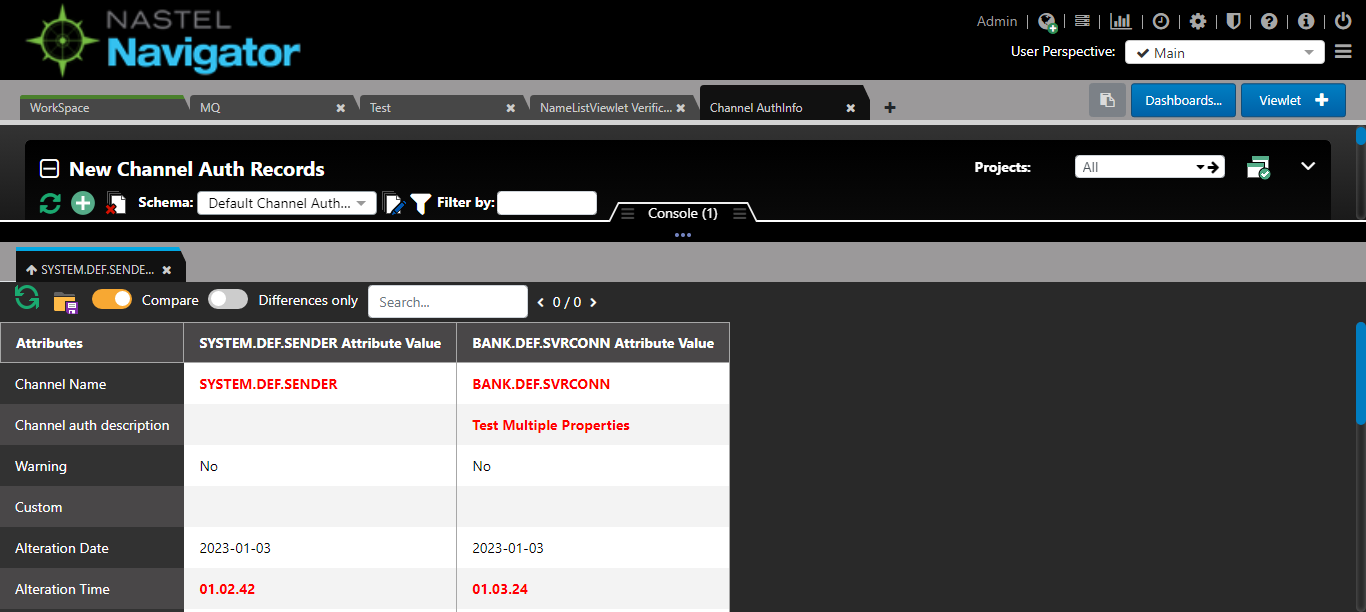 NASTEL
Navigator
Admin
User Perspective: Main
WorkSpace MQ Test NameListViewlet Verific... Channel AuthInfo
Dashboards... Viewlet
New Channel Auth Records Projects: All
Schema: Default Channel Auth... Filter by:
Console (1)
SYSTEM.DEF.SENDE...
Compare Differences only Search... 0 / 0
Attributes SYSTEM.DEF.SENDER Attribute Value BANK.DEF.SVRCONN Attribute Value
Channel Name SYSTEM.DEF.SENDER BANK.DEF.SVRCONN
Channel auth description Test Multiple Properties
Warning No No
Custom
Alteration Date 2023-01-03 2023-01-03
Alteration Time 01.02.42 01.03.24